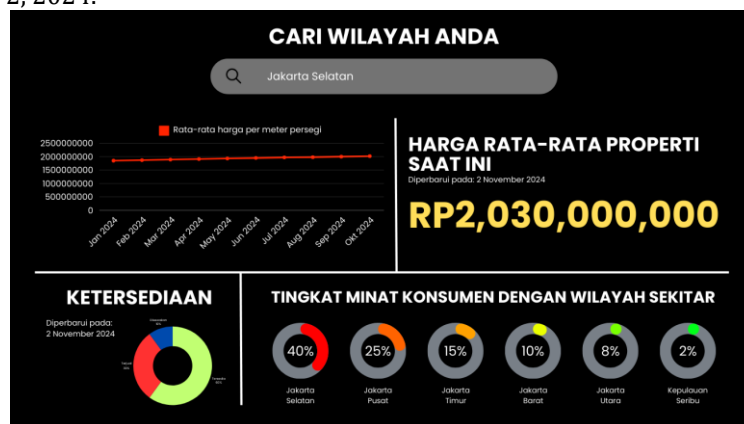 2, 2024.
CARI WILAYAH ANDA
Jakarta Selatan
Rata-rata harga per meter persegi
2500000000
2000000000
1500000000
1000000000
500000000
0
Jan 2024
Feb 2024
Mar 2024
Apr 2024
May 2024
Jun 2024
Jul 2024
Aug 2024
Sep 2024
Okt 2024
HARGA RATA-RATA PROPERTI
SAAT INI
Diperbarui pada: 2 November 2024
RP2,030,000,000
KETERSEDIAAN
Diperbarui pada:
2 November 2024
TINGKAT MINAT KONSUMEN DENGAN WILAYAH SEKITAR
40%
25%
15%
10%
8%
2%
Jakarta
Selatan
Jakarta
Pusat
Jakarta
Timur
Jakarta
Barat
Jakarta
Utara
Kepulauan
Seribu